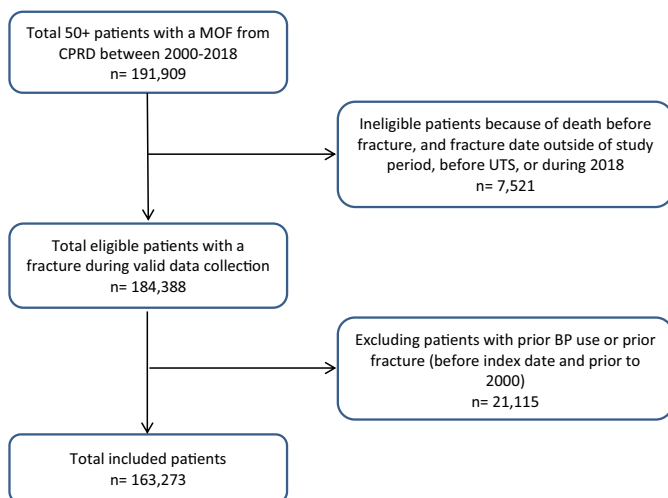 Total 50+ patients with a MOF from
CPRD between 2000-2018
n= 191,909
Ineligible patients because of death before
fracture, and fracture date outside of study
period, before UTS, or during 2018
n= 7,521
Total eligible patients with a
fracture during valid data collection
n= 184,388
Excluding patients with prior BP use or prior
fracture (before index date and prior to
2000)
n= 21,115
Total included patients
n= 163,273